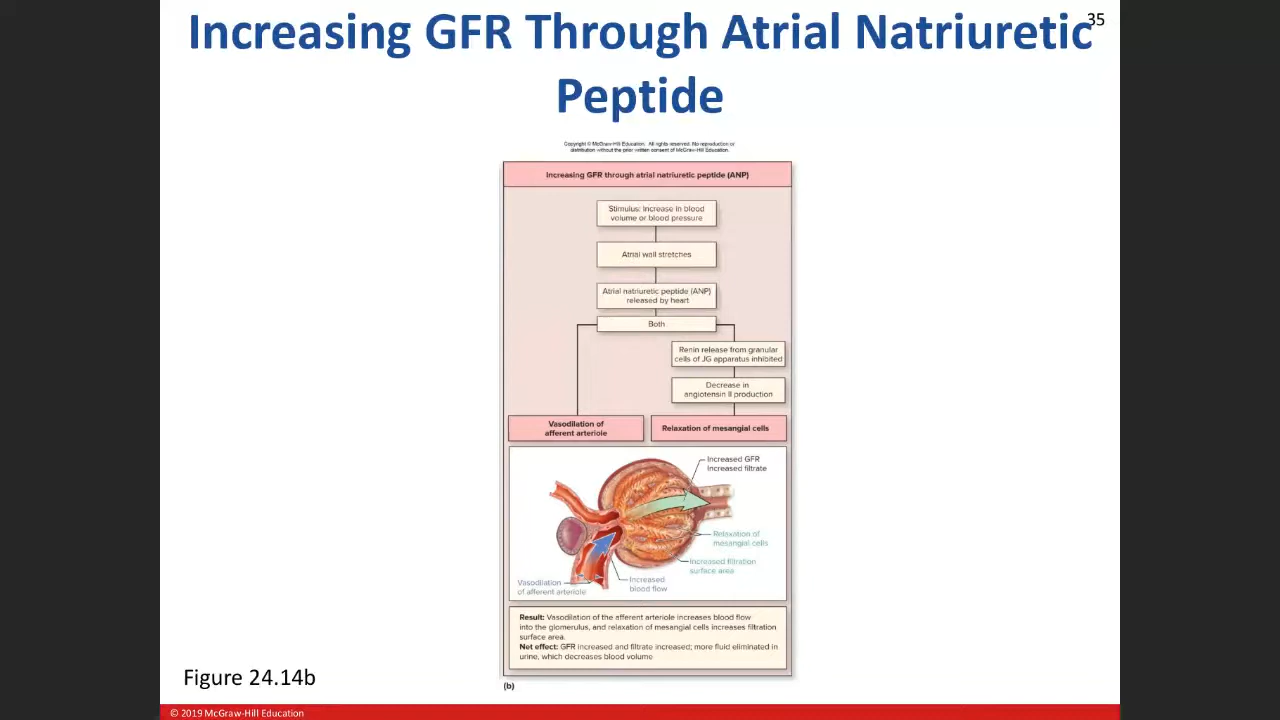 35
Increasing GFR Through Atrial Natriuretic
Peptide
Copyright © McGraw-Hill Education. All rights reserved. No reproduction or
distribution without the prior written consent of McGraw-Hill Education.
Increasing GFR through atrial natriuretic peptide (ANP)
Stimulus: Increase in blood
volume or blood pressure
Atrial wall stretches
Atrial natriuretic peptide (ANP)
released by heart
Both
Renin release from granular
cells of JG apparatus inhibited
Decrease in
angiotensin II production
Vasodilation of
afferent arteriole
Relaxation of mesangial cells
Increased GFR
Increased filtrate
Relaxation of
mesangial cells
Increased filtration
surface area
Vasodilation
of afferent arteriole
Increased
blood flow
Result: Vasodilation of the afferent arteriole increases blood flow
into the glomerulus, and relaxation of mesangial cells increases filtration
surface area.
Net effect: GFR increased and filtrate increased; more fluid eliminated in
urine, which decreases blood volume
(b)
Figure 24.14b
© 2019 McGraw-Hill Education